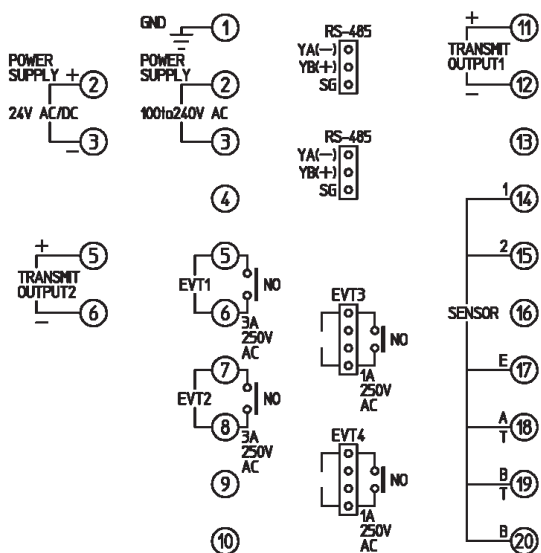 GND
1
POWER
SUPPLY +
2
24V AC/DC
−
3
POWER
SUPPLY
2
100to240V AC
3
4
+
5
TRANSMIT
OUTPUT2
−
6
5
EVT1
NO
6
3A
250V
AC
7
EVT2
NO
8
3A
250V
AC
9
10
RS-485
YA(−)
YB(+)
SG
RS-485
YA(−)
YB(+)
SG
EVT3
NO
1A
250V
AC
EVT4
NO
1A
250V
AC
+
11
TRANSMIT
OUTPUT1
−
12
13
1
14
2
15
SENSOR
16
E
17
A
T
18
B
T
19
B
20